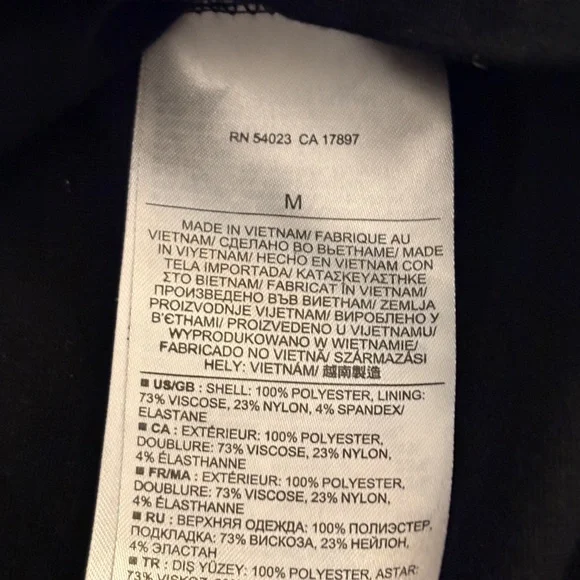 RN 54023 CA 17897
M
MADE IN VIETNAM/ FABRIQUE AU
VIETNAM/ СДЕЛАНО ВО ВЬЕТНАМЕ/ MADE
IN VIYETNAM/ HECHO EN VIETNAM CON
TELA IMPORTADA/ ΚΑΤΑΣΚΕΥΑΣΤΗΚΕ
ΣΤΟ ΒΙΕΤΝΑΜ/ FABRICAT ÎN VIETNAM/
ПРОИЗВЕДЕНО ВЪВ ВИЕТНАМ/ ZEMLJA
PROIZVODNJE VIJETNAM/ ВИРОБЛЕНО У
В'ЄТНАМІ/ PROIZVEDENO U VIJETNAMU/
WYPRODUKOWANO W WIETNAMIE/
FABRICADO NO VIETNÃ/ SZÁRMAZÁSI
HELY: VIETNÁM/ 越南製造
■ US/GB : SHELL: 100% POLYESTER, LINING:
73% VISCOSE, 23% NYLON, 4% SPANDEX/
ELASTANE
■ CA : EXTÉRIEUR: 100% POLYESTER,
DOUBLURE: 73% VISCOSE, 23% NYLON,
4% ÉLASTHANNE
■ FR/MA : EXTÉRIEUR: 100% POLYESTER,
DOUBLURE: 73% VISCOSE, 23% NYLON,
4% ÉLASTHANNE
■ RU : ВЕРХНЯЯ ОДЕЖДА: 100% ПОЛИЭСТЕР,
ПОДКЛАДКА: 73% ВИСКОЗА, 23% НЕЙЛОН,
4% ЭЛАСТАН
■ TR : DIŞ YÜZEY: 100% POLYESTER, ASTAR: